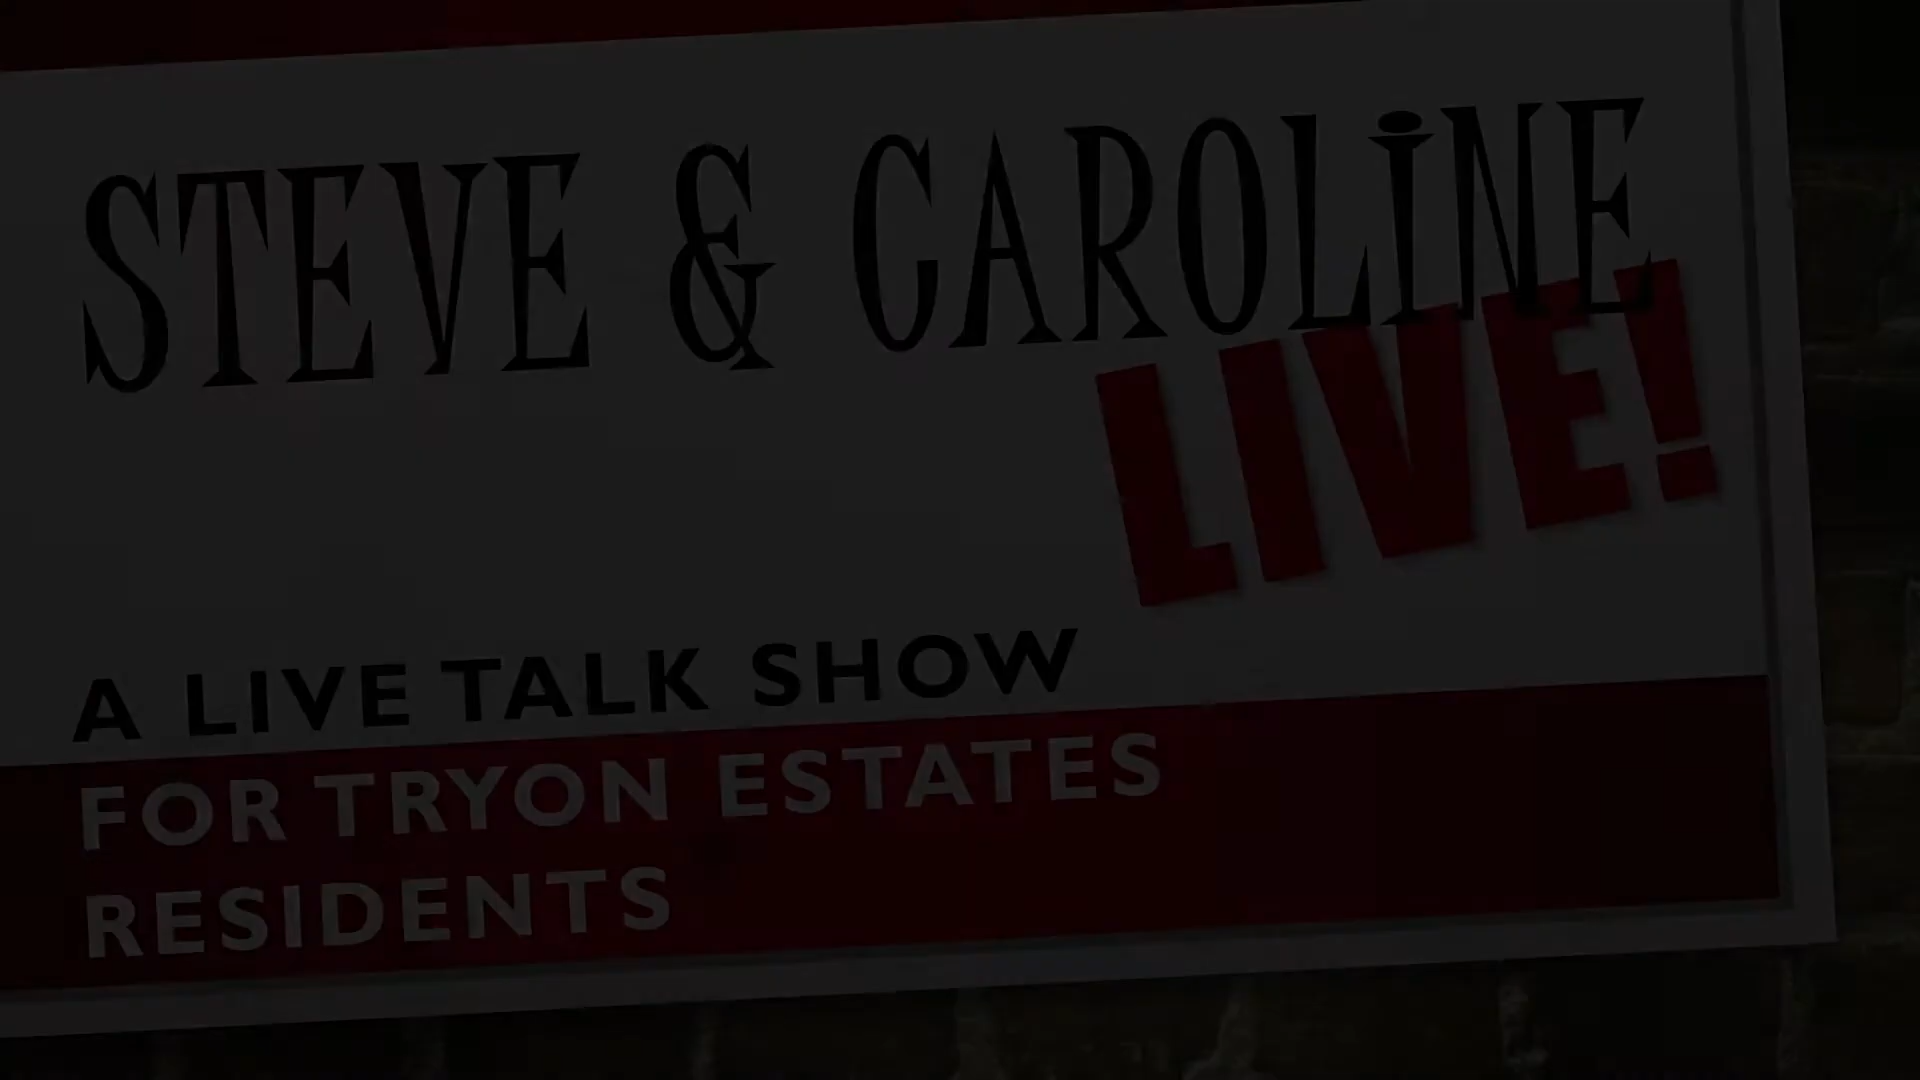 STEVE & CAROLiNE
LIVE!
A LIVE TALK SHOW
FOR TRYON ESTATES
RESIDENTS